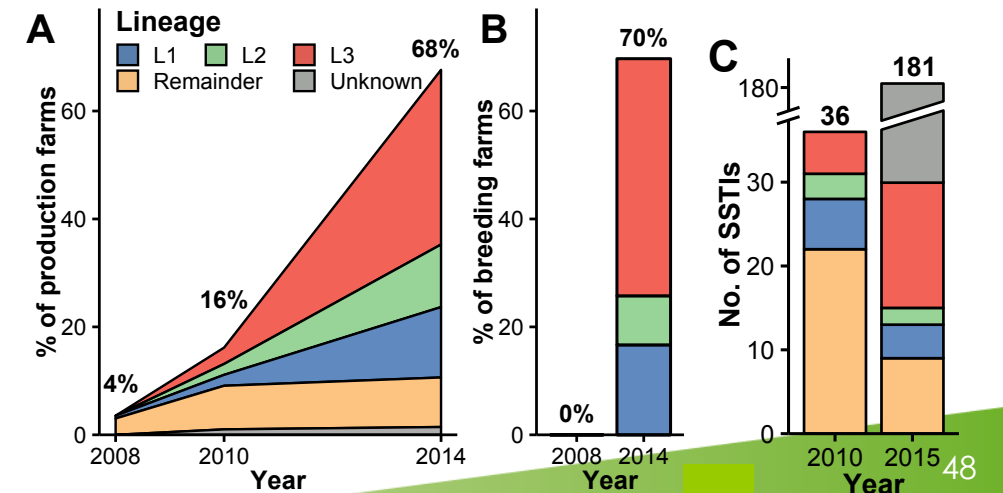 A
Lineage
L1 L2 L3
Remainder Unknown
% of production farms
60
40
20
0
4%
16%
68%
2008 2010 2014
Year
B
% of breeding farms
60
40
20
0
0%
70%
2008 2014
Year
C
No. of SSTIs
180
30
20
10
0
36
181
2010 2015
Year
48